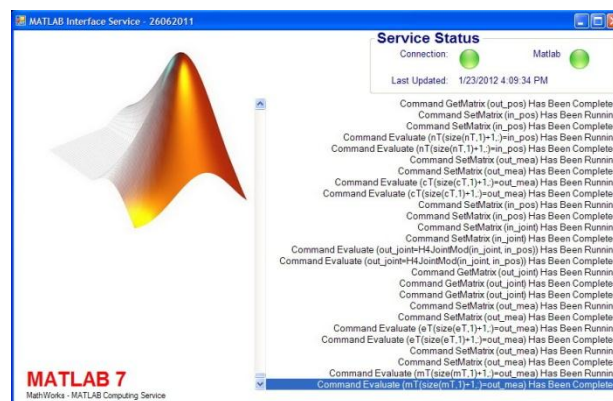 MATLAB Interface Service - 26062011
Service Status
Connection:
Matlab
Last Updated: 1/23/2012 4:09:34 PM
Command GetMatrix (out_pos) Has Been Complete
Command SetMatrix (in_pos) Has Been Runnin
Command SetMatrix (in_pos) Has Been Complete
Command Evaluate (nT(size(nT,1)+1,:)=in_pos) Has Been Runnin
Command Evaluate (nT(size(nT,1)+1,:)=in_pos) Has Been Complete
Command SetMatrix (out_mea) Has Been Runnin
Command SetMatrix (out_mea) Has Been Complete
Command Evaluate (cT(size(cT,1)+1,:)=out_mea) Has Been Runnin
Command Evaluate (cT(size(cT,1)+1,:)=out_mea) Has Been Complete
Command SetMatrix (in_pos) Has Been Runnin
Command SetMatrix (in_pos) Has Been Complete
Command SetMatrix (in_joint) Has Been Runnin
Command SetMatrix (in_joint) Has Been Complete
Command Evaluate (out_joint=H4JointMod(in_joint, in_pos)) Has Been Runnin
Command Evaluate (out_joint=H4JointMod(in_joint, in_pos)) Has Been Complete
Command GetMatrix (out_joint) Has Been Runnin
Command GetMatrix (out_joint) Has Been Complete
Command GetMatrix (out_joint) Has Been Complete
Command SetMatrix (out_mea) Has Been Runnin
Command SetMatrix (out_mea) Has Been Complete
Command Evaluate (eT(size(eT,1)+1,:)=out_mea) Has Been Runnin
Command Evaluate (eT(size(eT,1)+1,:)=out_mea) Has Been Complete
Command SetMatrix (out_mea) Has Been Runnin
Command SetMatrix (out_mea) Has Been Complete
Command Evaluate (mT(size(mT,1)+1,:)=out_mea) Has Been Runnin
Command Evaluate (mT(size(mT,1)+1,:)=out_mea) Has Been Complete
MATLAB 7
MathWorks - MATLAB Computing Service